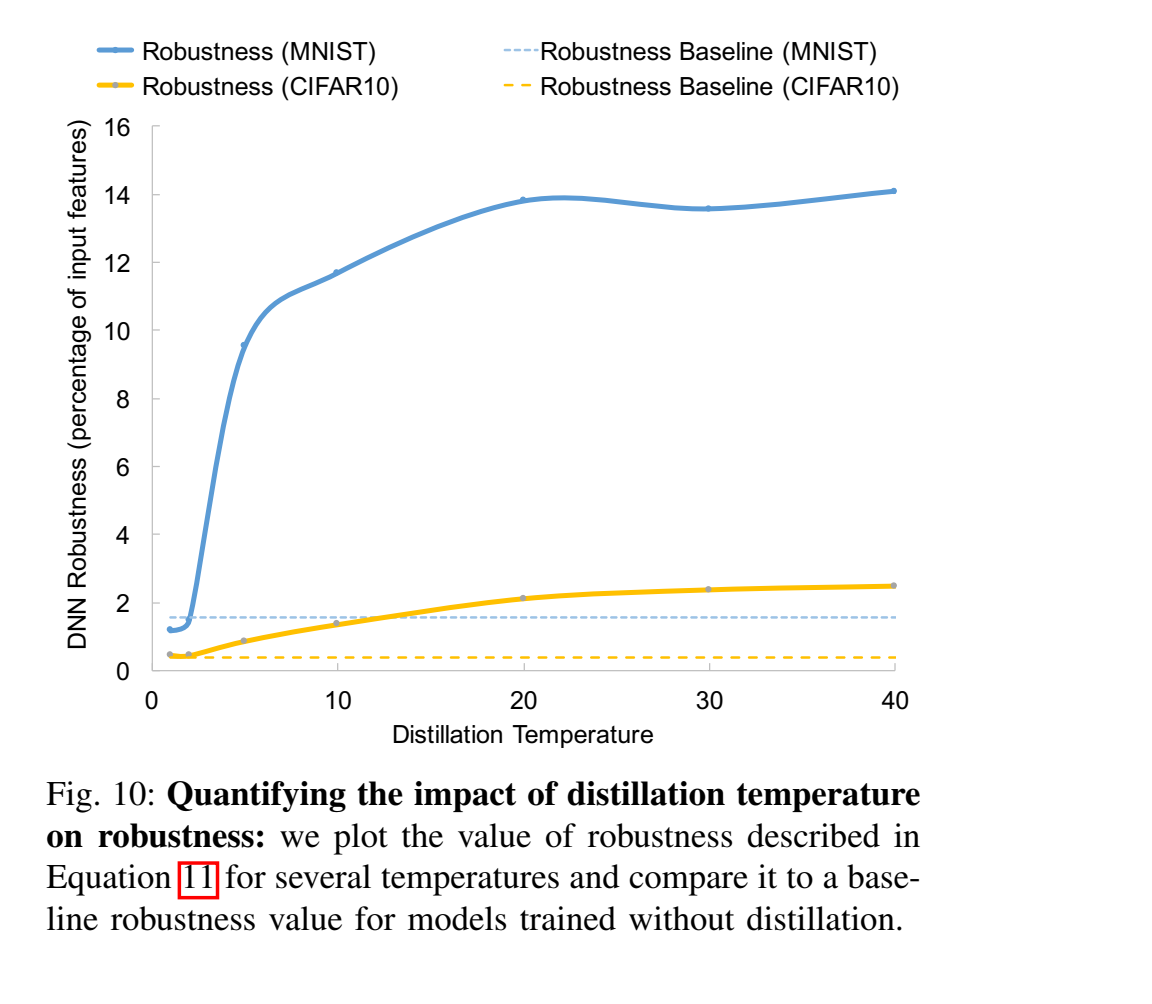 Robustness (MNIST)
Robustness Baseline (MNIST)
Robustness (CIFAR10)
Robustness Baseline (CIFAR10)
DNN Robustness (percentage of input features)
16
14
12
10
8
6
4
2
0
0 10 20 30 40
Distillation Temperature
Fig. 10: Quantifying the impact of distillation temperature
on robustness: we plot the value of robustness described in
Equation 11 for several temperatures and compare it to a base-
line robustness value for models trained without distillation.